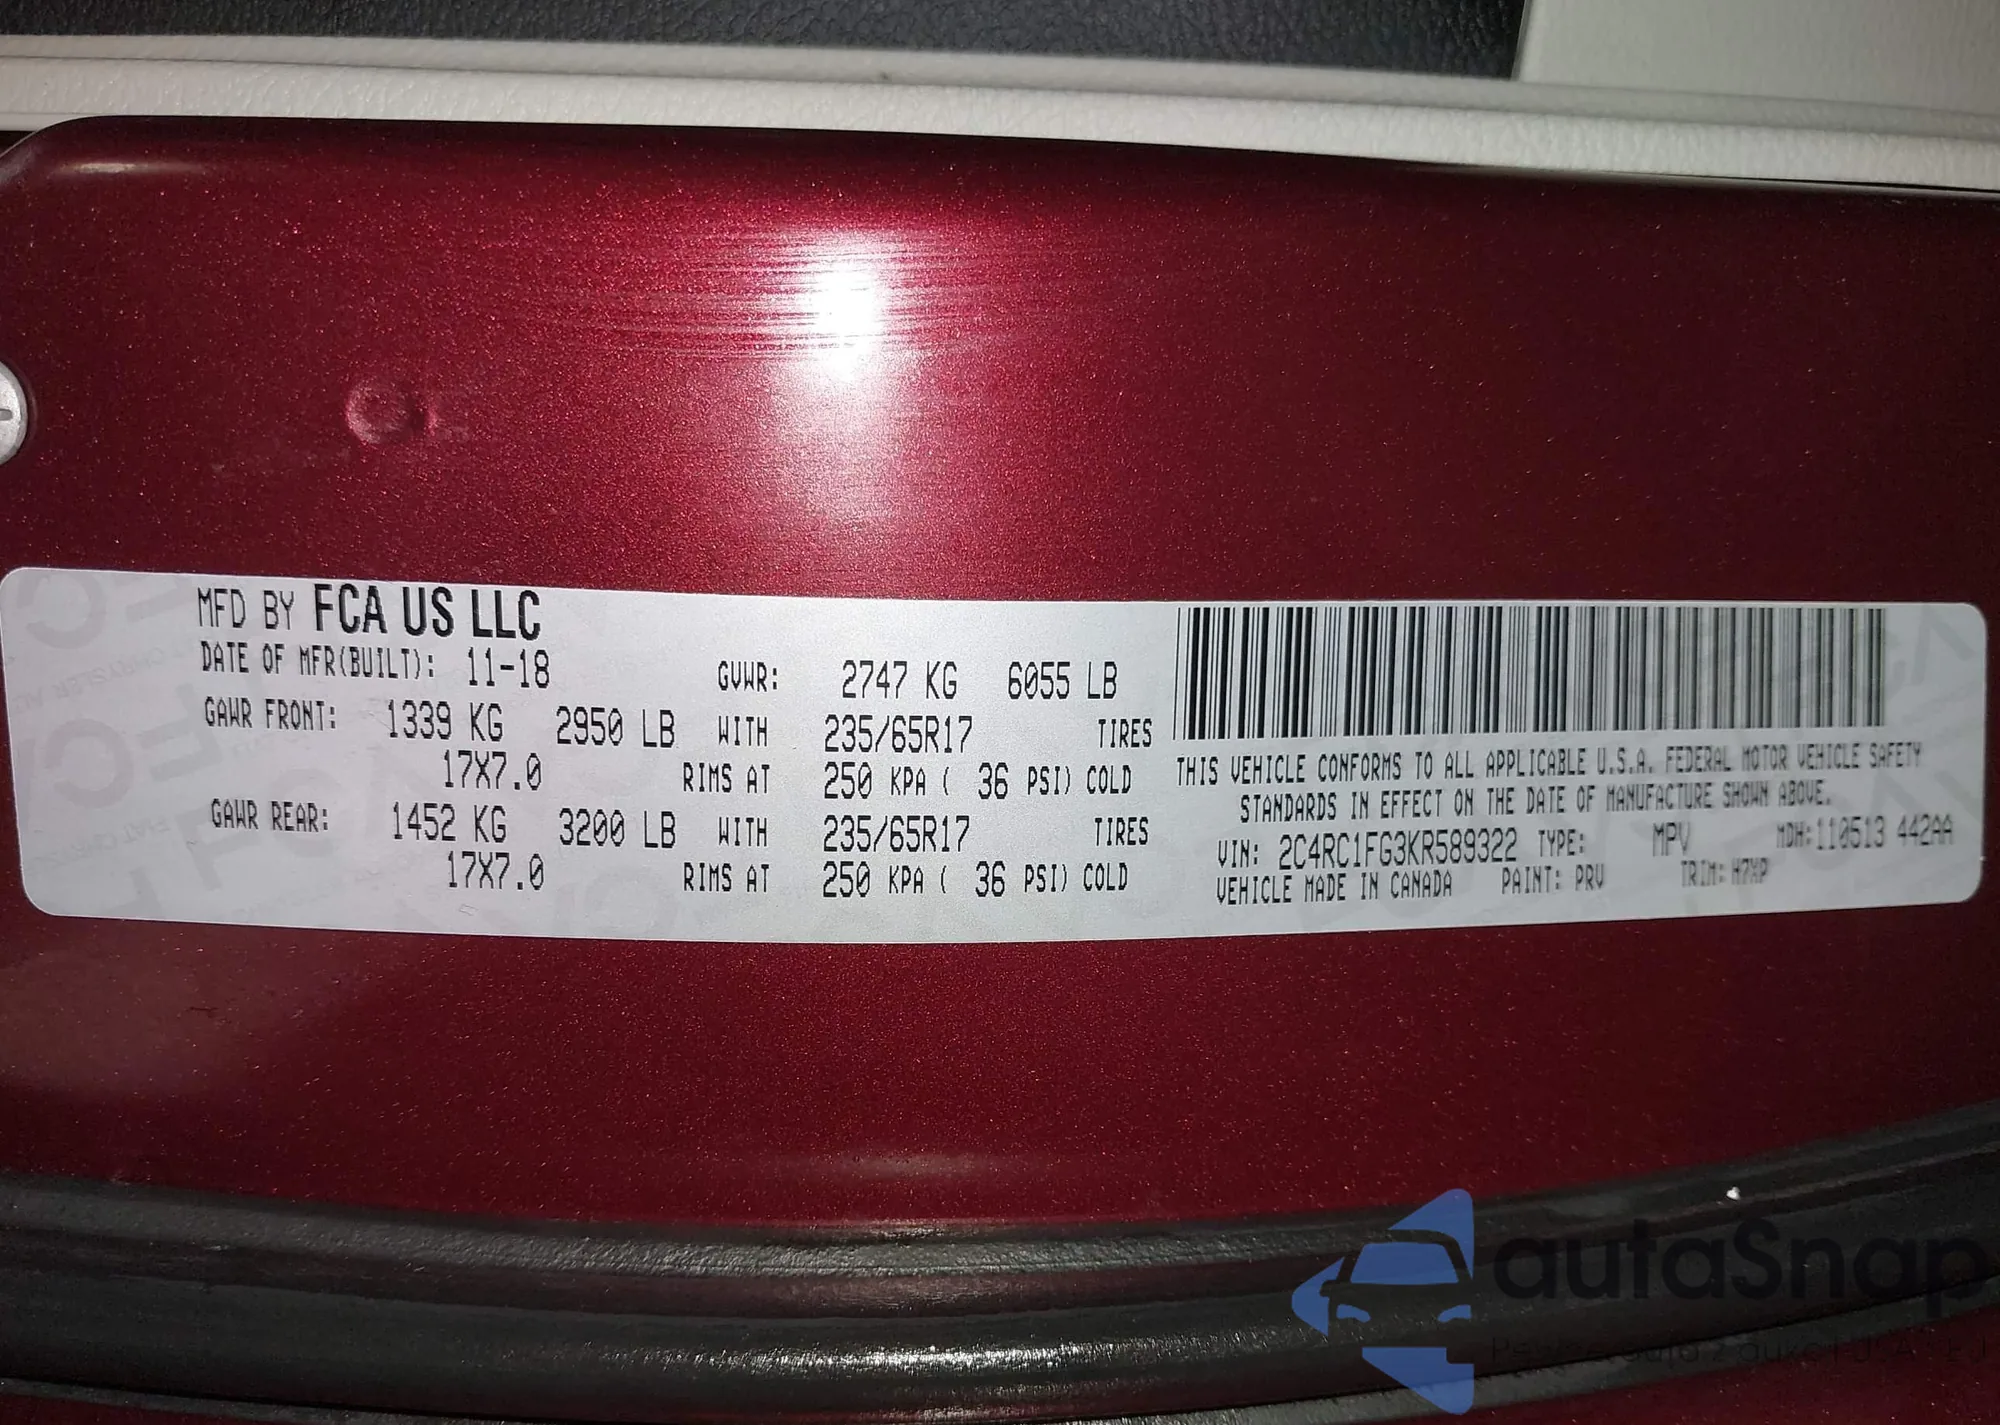 MFD BY FCA US LLC
DATE OF MFR(BUILT): 11-18 GVWR: 2747 KG 6055 LB
GAWR FRONT: 1339 KG 2950 LB WITH 235/65R17 TIRES
17X7.0 RIMS AT 250 KPA ( 36 PSI) COLD
GAWR REAR: 1452 KG 3200 LB WITH 235/65R17 TIRES
17X7.0 RIMS AT 250 KPA ( 36 PSI) COLD
THIS VEHICLE CONFORMS TO ALL APPLICABLE U.S.A. FEDERAL MOTOR VEHICLE SAFETY
STANDARDS IN EFFECT ON THE DATE OF MANUFACTURE SHOWN ABOVE.
VIN: 2C4RC1FG3KR589322 TYPE: MPV MDH:110513 442AA
VEHICLE MADE IN CANADA PAINT: PRV TRIM: H7XP
autaSnap